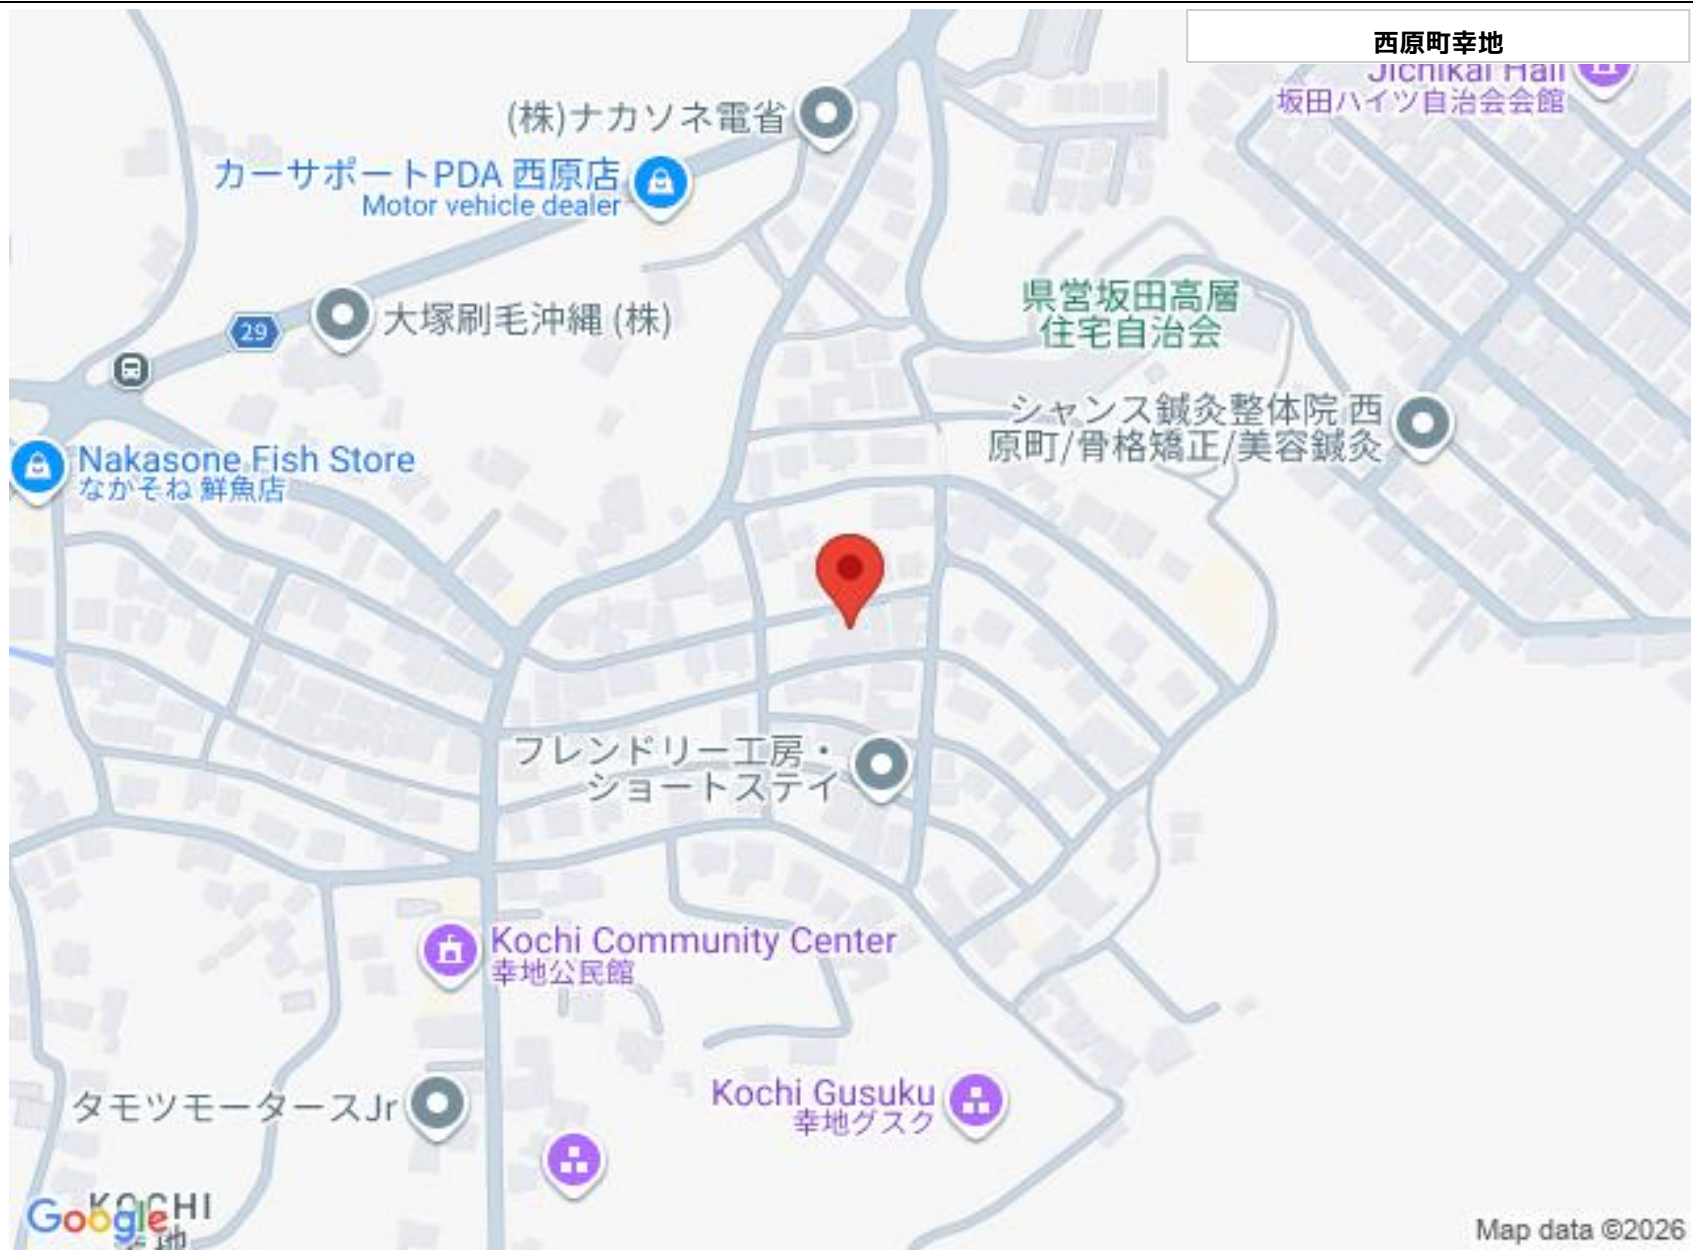 西原町幸地
Jichikai Hall
坂田ハイツ自治会会館
(株)ナカソネ電省
カーサポートPDA 西原店
Motor vehicle dealer
29
大塚刷毛沖縄 (株)
県営坂田高層
住宅自治会
シャンス鍼灸整体院 西
原町/骨格矯正/美容鍼灸
Nakasone Fish Store
なかそね 鮮魚店
フレンドリー工房・
ショートステイ
Kochi Community Center
幸地公民館
Kochi Gusuku
幸地グスク
タモツモータースJr
KOCHI
幸地
Google
Map data ©2026